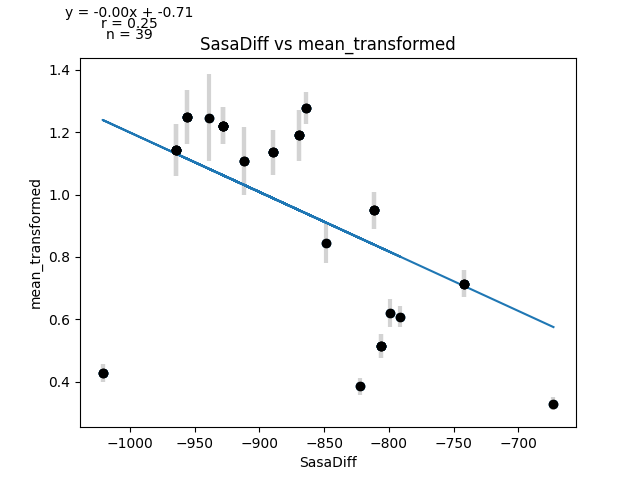 y = -0.00x + -0.71
r = 0.25
n = 39
SasaDiff vs mean_transformed
1.4
1.2
1.0
0.8
0.6
0.4
mean_transformed
−1000 −950 −900 −850 −800 −750 −700
SasaDiff